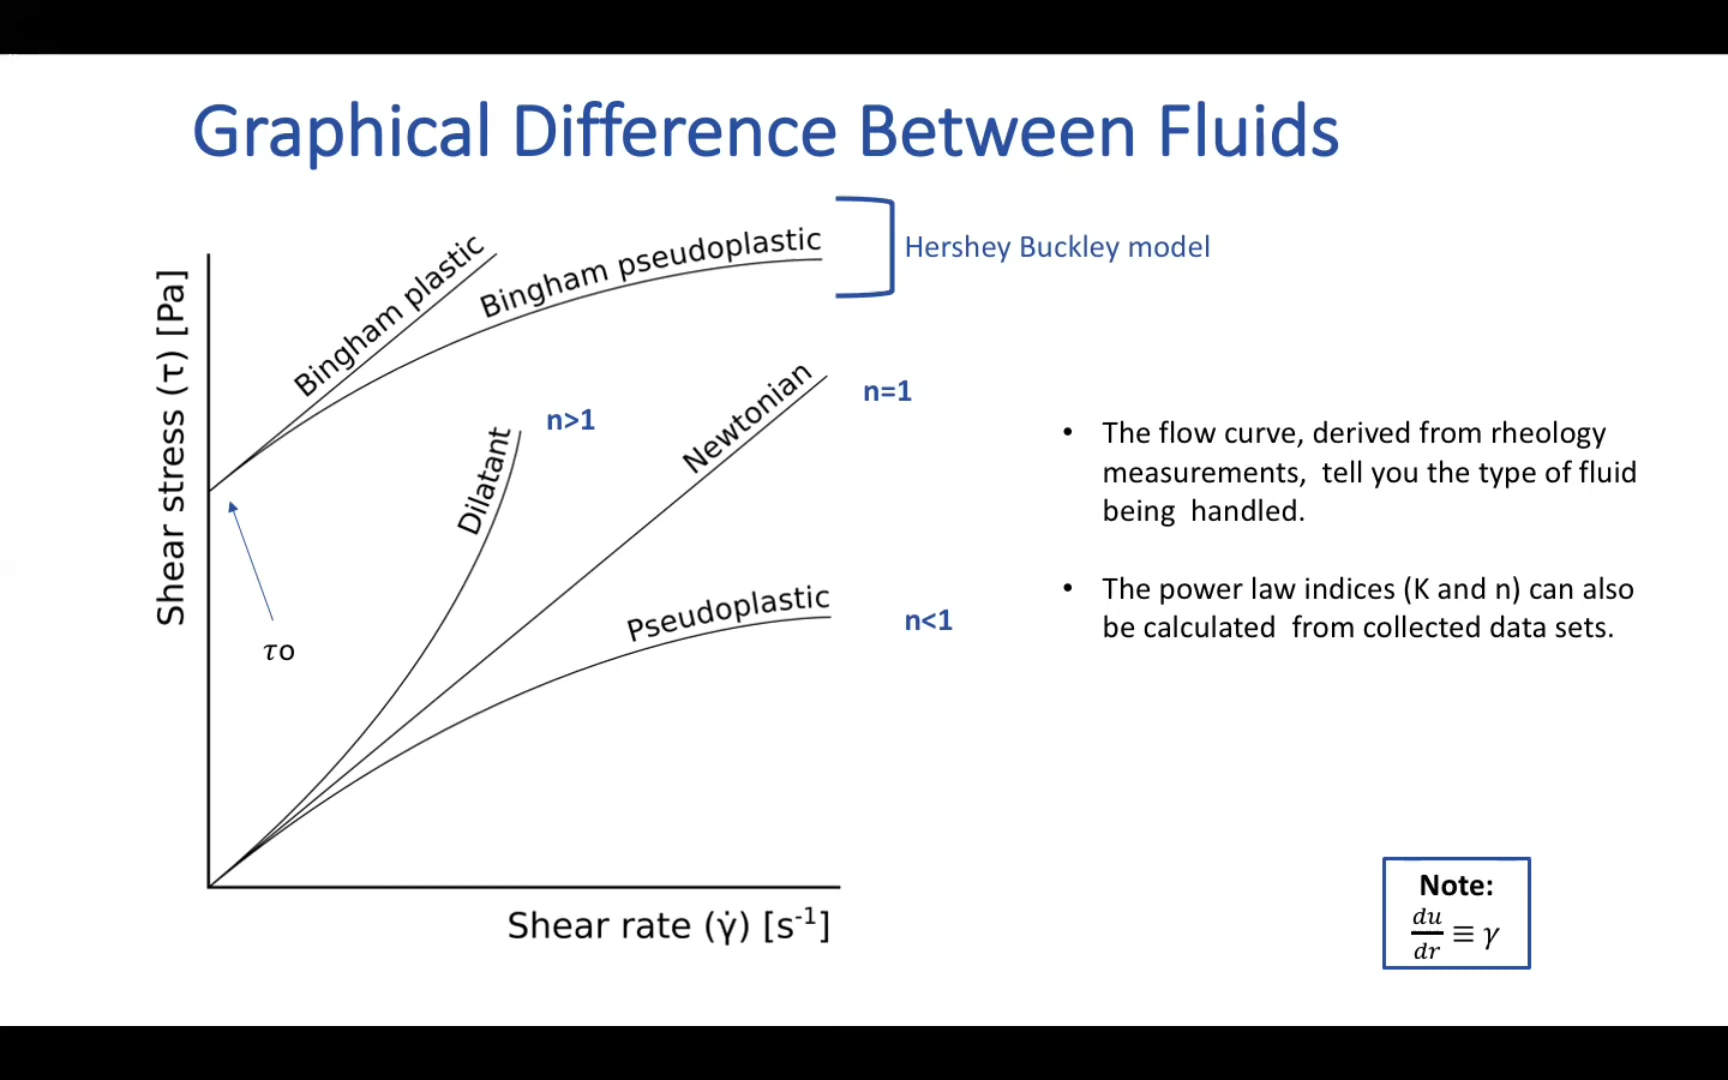 Graphical Difference Between Fluids
Shear stress (τ) [Pa]
Bingham plastic
Bingham pseudoplastic
Hershey Buckley model
Dilatant
n>1
Newtonian
n=1
Pseudoplastic
n<1
τo
Shear rate (γ̇) [s⁻¹]
• The flow curve, derived from rheology
measurements, tell you the type of fluid
being handled.
• The power law indices (K and n) can also
be calculated from collected data sets.
Note:
du/dr ≡ γ